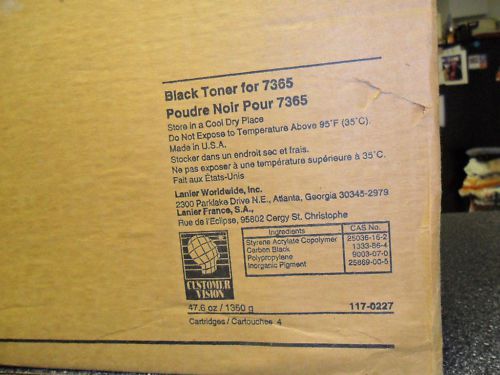 Black Toner for 7365
Poudre Noir Pour 7365
Store in a Cool Dry Place
Do Not Expose to Temperature Above 95°F (35°C).
Made in U.S.A.
Stocker dans un endroit sec et frais.
Ne pas exposer à une température supérieure à 35°C.
Fait aux États-Unis
Lanier Worldwide, Inc.
2300 Parklake Drive N.E., Atlanta, Georgia 30345-2979
Lanier France, S.A.,
Rue de l'Eclipse, 95802 Cergy St. Christophe
Ingredients CAS No.
Styrene Acrylate Copolymer 25036-16-2
Carbon Black 1333-86-4
Polypropylene 9003-07-0
Inorganic Pigment 25869-00-5
CUSTOMER
VISION
47.6 oz / 1350 g 117-0227
Cartridges / Cartouches 4